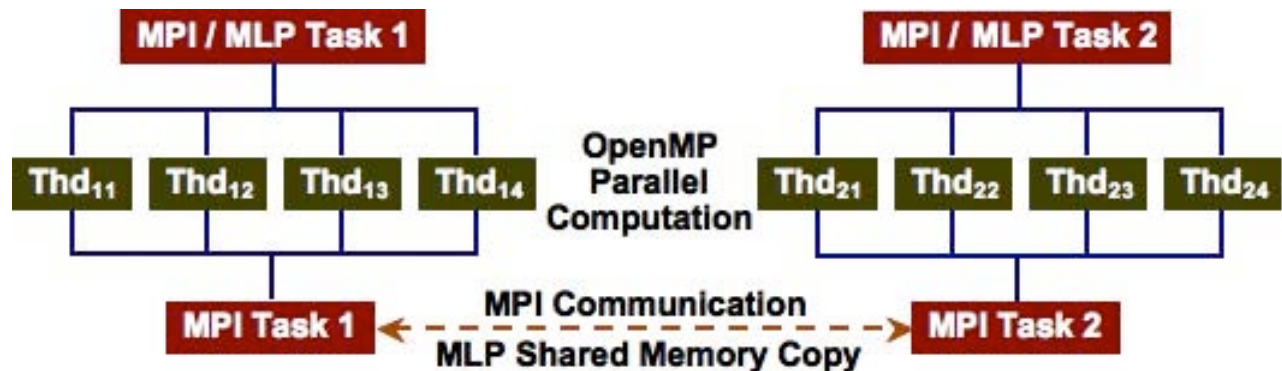 MPI / MLP Task 1
MPI / MLP Task 2
Thd11
Thd12
Thd13
Thd14
OpenMP
Parallel
Computation
Thd21
Thd22
Thd23
Thd24
MPI Task 1
MPI Communication
MLP Shared Memory Copy
MPI Task 2